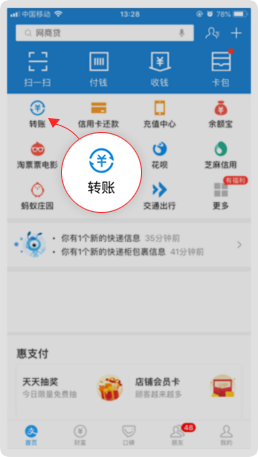 中国移动 13:28 76%
网商贷
扫一扫 付钱 收钱 卡包
转账 信用卡还款 充值中心 余额宝
淘票票电影 花呗 芝麻信用
转账
有福利
蚂蚁庄园 交通出行 更多
你有1个新的快递信息 35分钟前
你有1个新的快递柜包裹信息 41分钟前
惠支付
天天抽奖 店铺会员卡
今日限量免费抽 顾客越来越多
48
首页 财富 口碑 朋友 我的